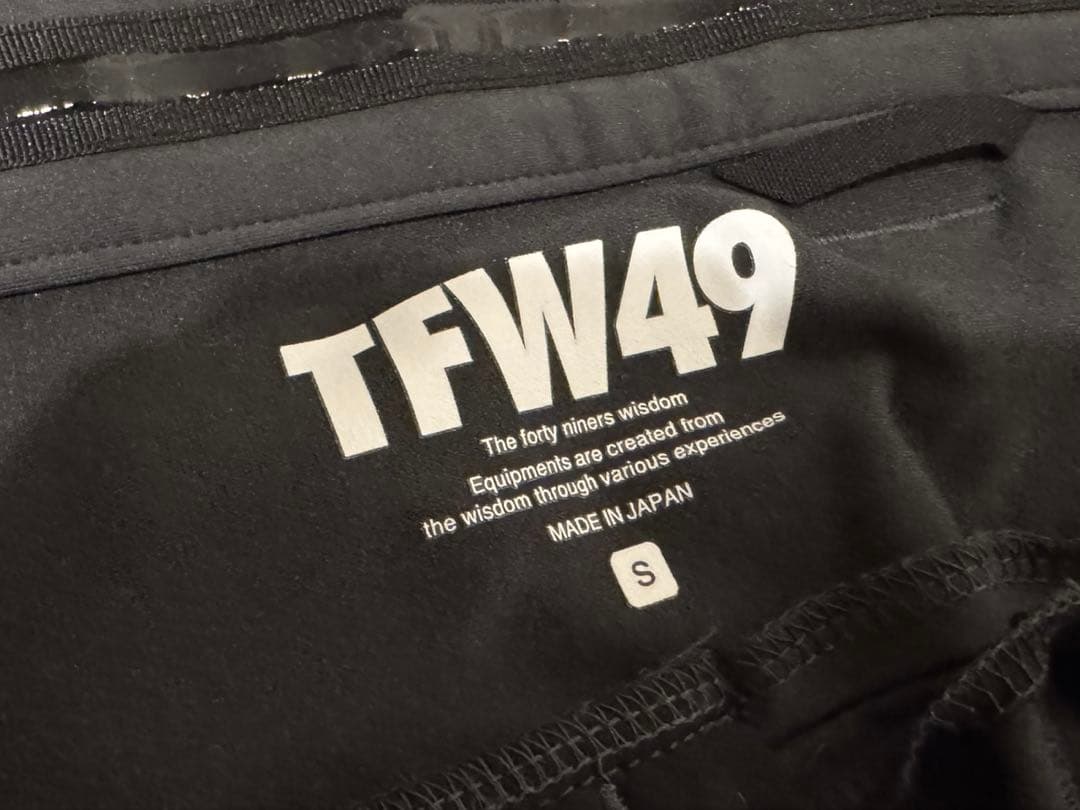 TFW49
The forty niners wisdom
Equipments are created from
the wisdom through various experiences
MADE IN JAPAN
S